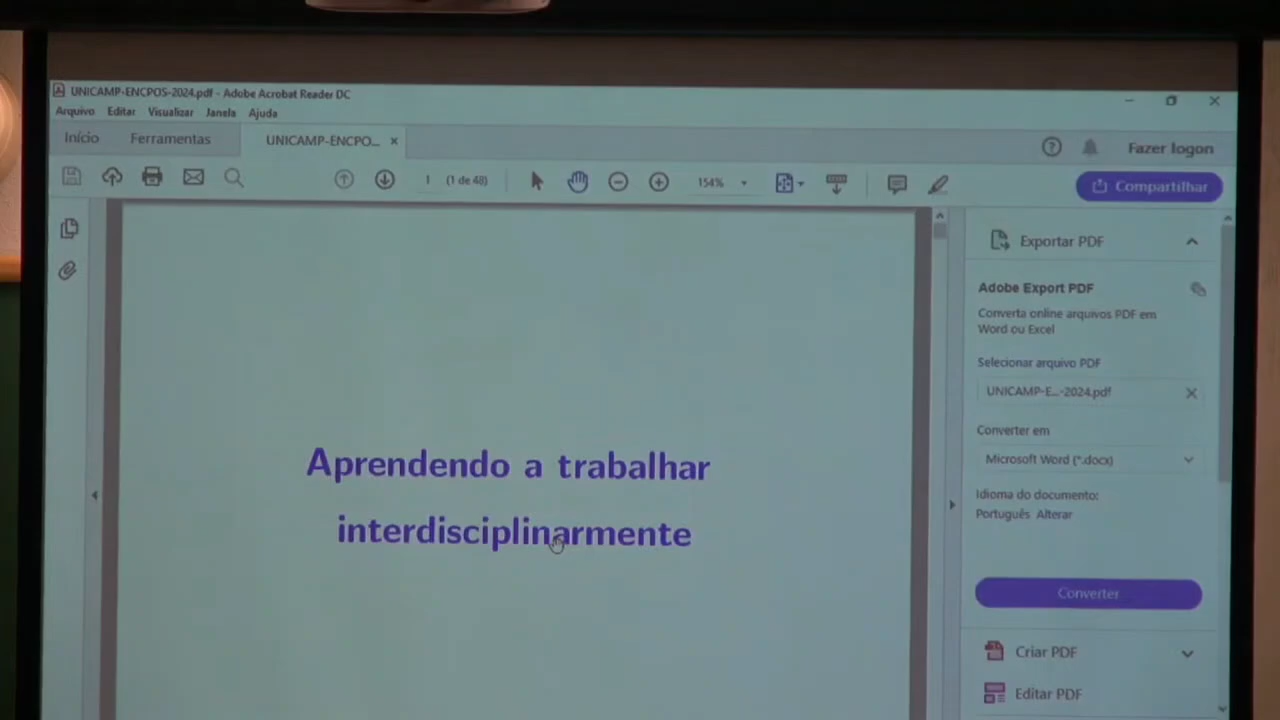 UNICAMP-ENCPOS-2024.pdf - Adobe Acrobat Reader DC
Arquivo Editar Visualizar Janela Ajuda
Início Ferramentas UNICAMP-ENCPO... ×
Fazer logon
1 (1 de 48) 154%
Compartilhar
Aprendendo a trabalhar
interdisciplinarmente
Exportar PDF
Adobe Export PDF
Converta online arquivos PDF em
Word ou Excel
Selecionar arquivo PDF
UNICAMP-E...-2024.pdf
Converter em
Microsoft Word (*.docx)
Idioma do documento:
Português Alterar
Converter
Criar PDF
Editar PDF